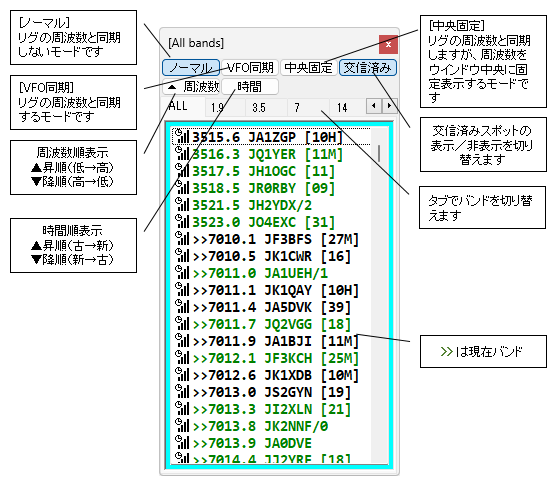 [ノーマル]
リグの周波数と同期
しないモードです
[VFO同期]
リグの周波数と同期
するモードです
周波数順表示
▲昇順(低→高)
▼降順(高→低)
時間順表示
▲昇順(古→新)
▼降順(新→古)
[All bands]
x
ノーマル VFO同期 中央固定 交信済み
▲ 周波数 時間
ALL 1.9 3.5 7 14
3515.6 JA1ZGP [10H]
3516.3 JQ1YER [11M]
3517.5 JH1OGC [11]
3518.5 JR0RBY [09]
3521.5 JH2YDX/2
3523.0 JO4EXC [31]
>>7010.1 JF3BFS [27M]
>>7010.5 JK1CWR [16]
>>7011.0 JA1UEH/1
>>7011.1 JK1QAY [10H]
>>7011.4 JA5DVK [39]
>>7011.7 JQ2VGG [18]
>>7011.9 JA1BJI [11M]
>>7012.1 JF3KCH [25M]
>>7012.6 JK1XDB [10M]
>>7013.0 JS2GYN [19]
>>7013.3 JI2XLN [21]
>>7013.8 JK2NNF/0
>>7013.9 JA0DVE
>>7014.4 JJ2YRF [18]
[中央固定]
リグの周波数と同期
しますが、周波数を
ウインドウ中央に固
定表示するモードで
す
交信済みスポットの
表示/非表示を切り
替えます
タブでバンドを切り替
えます
>>は現在バンド